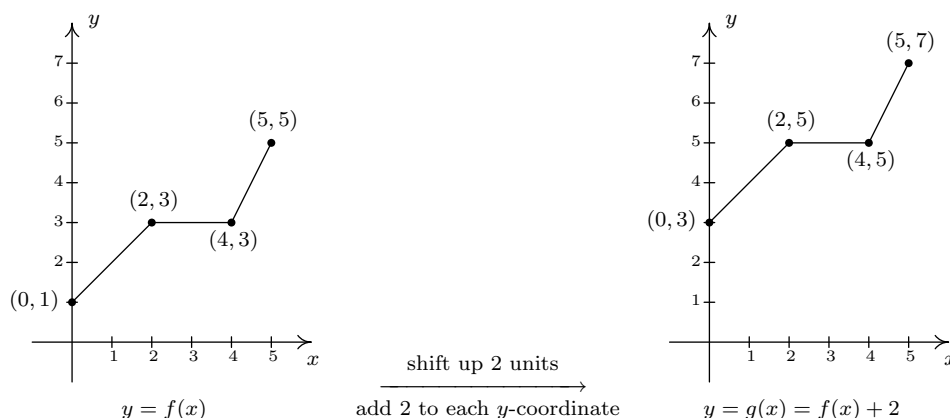 y
7
6
5
4
3
2
(0, 1)
(2, 3)
(4, 3)
(5, 5)
1 2 3 4 5
x
y = f(x)
shift up 2 units
add 2 to each y-coordinate
y
7
6
5
4
3
2
1
(0, 3)
(2, 5)
(4, 5)
(5, 7)
1 2 3 4 5
x
y = g(x) = f(x) + 2